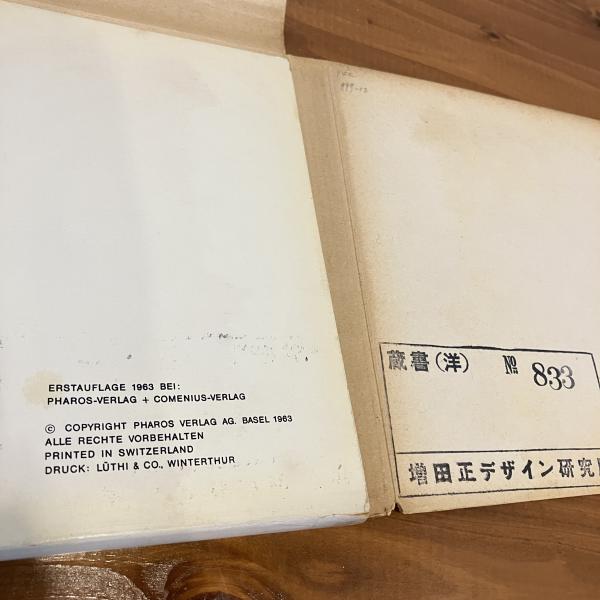 ERSTAUFLAGE 1963 BEI:
PHAROS-VERLAG + COMENIUS-VERLAG
© COPYRIGHT PHAROS VERLAG AG. BASEL 1963
ALLE RECHTE VORBEHALTEN
PRINTED IN SWITZERLAND
DRUCK: LÜTHI & CO., WINTERTHUR
蔵書(洋) № 833
増田正デザイン研究